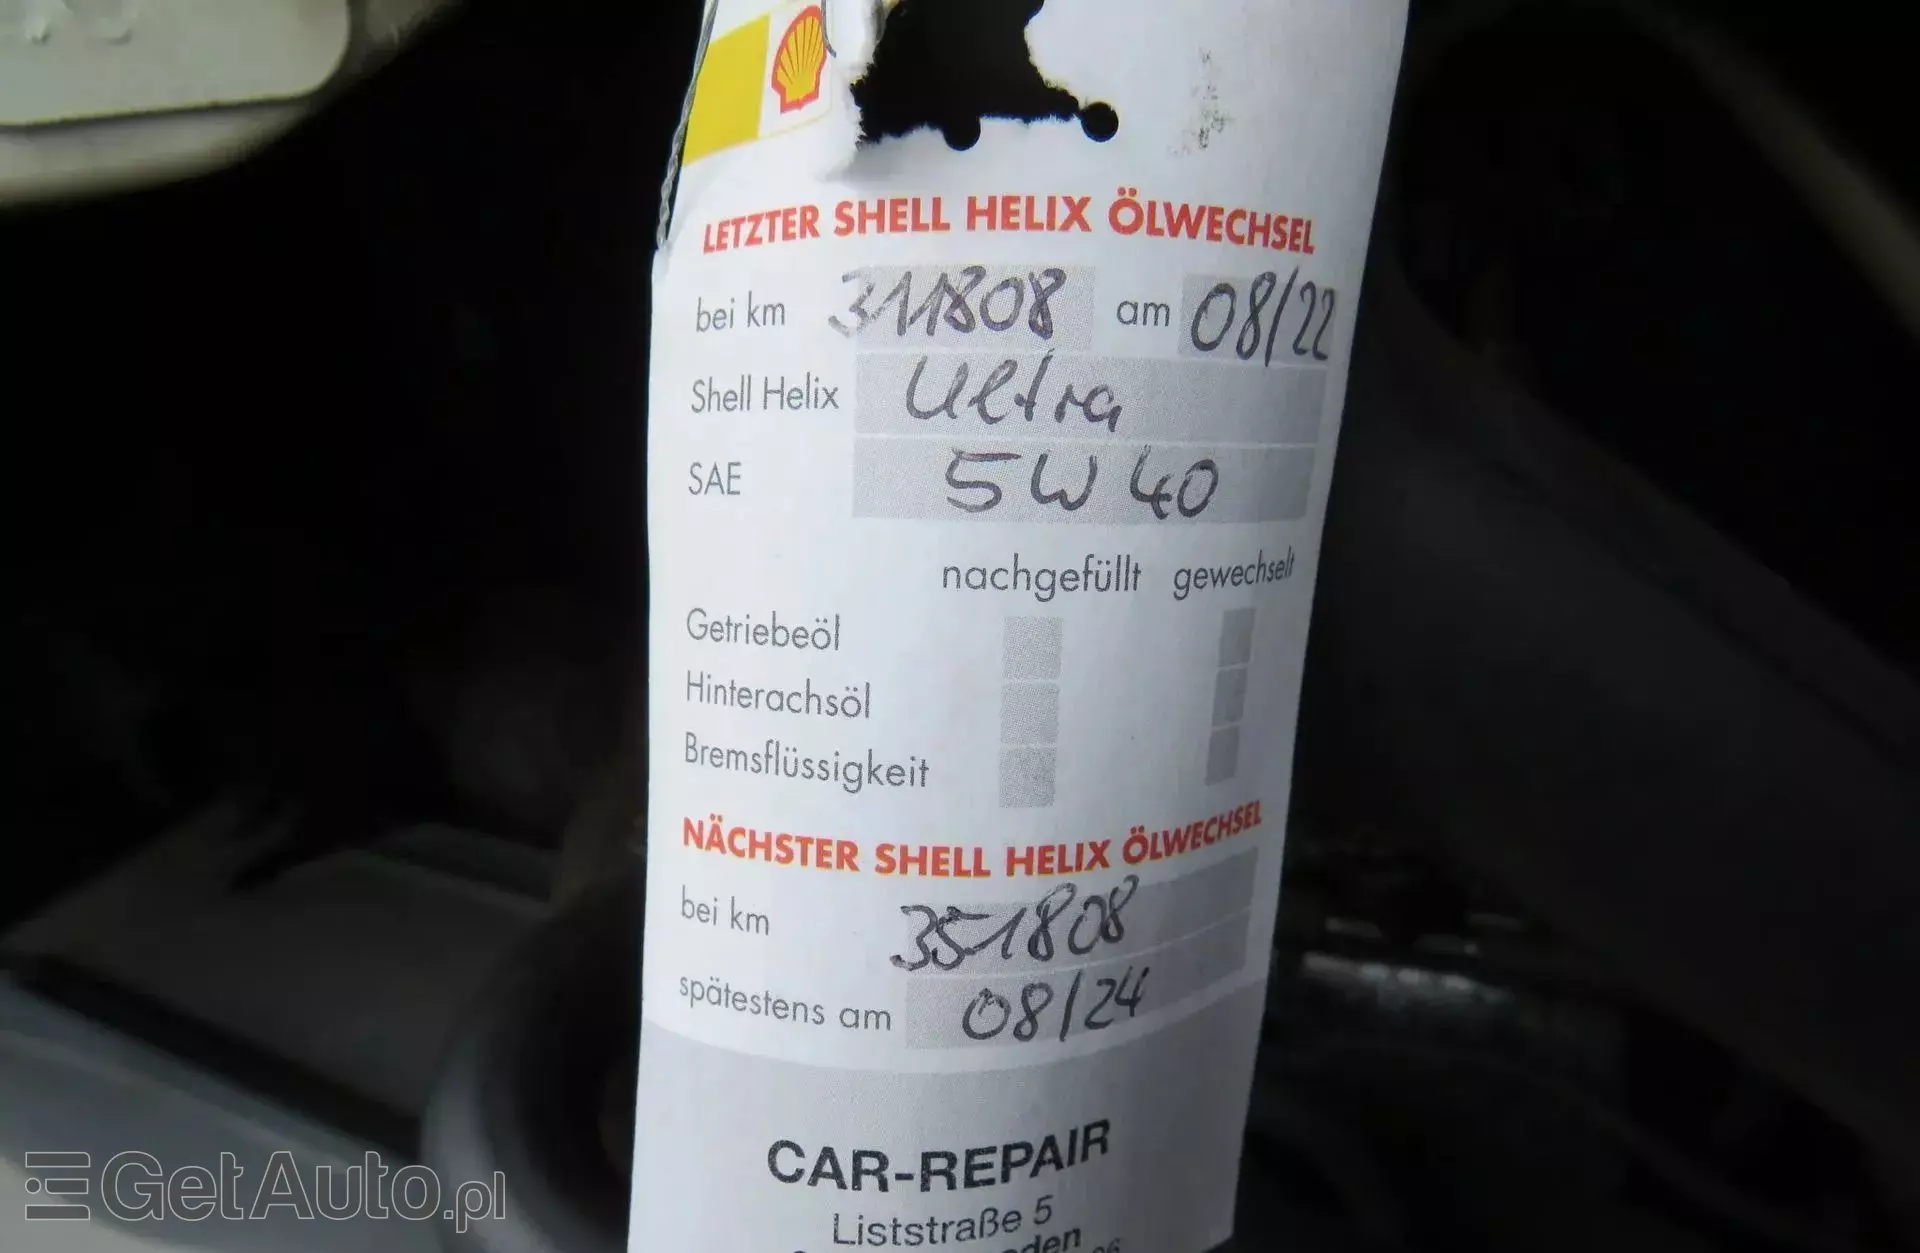 LETZTER SHELL HELIX ÖLWECHSEL
bei km 311808 am 08/22
Shell Helix Ultra
SAE 5W40
nachgefüllt gewechselt
Getriebeöl
Hinterachsöl
Bremsflüssigkeit
NÄCHSTER SHELL HELIX ÖLWECHSEL
bei km 351808
spätestens am 08/24
CAR-REPAIR
Liststraße 5
GetAuto.pl